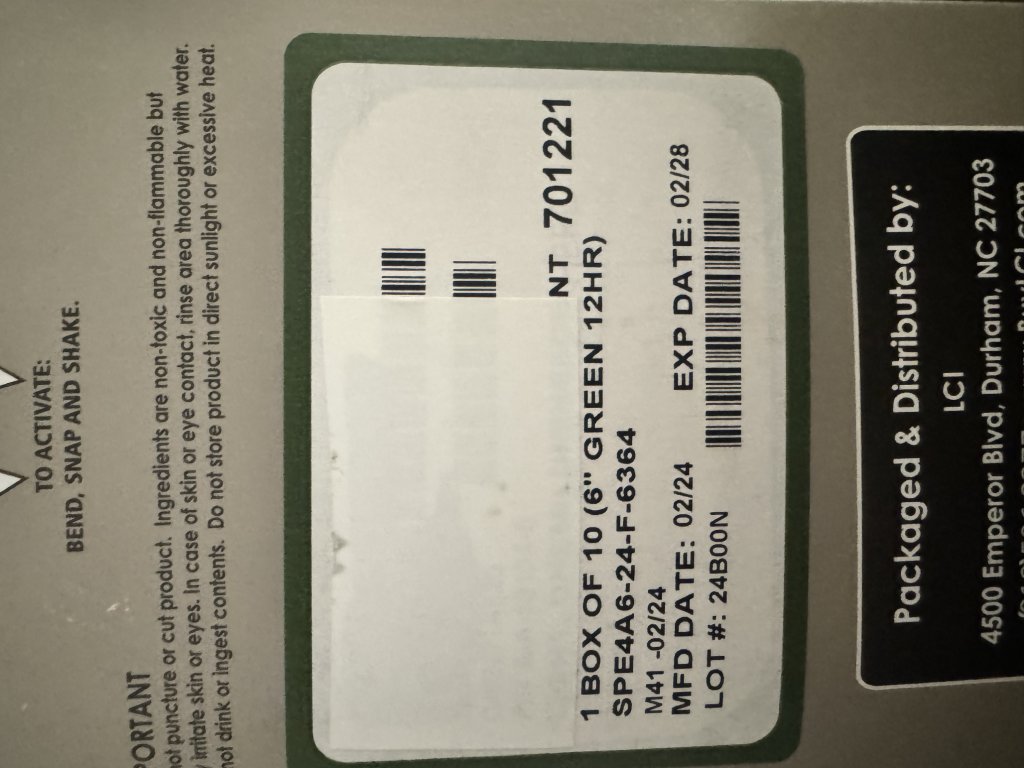 TO ACTIVATE:
BEND, SNAP AND SHAKE.
not puncture or cut product. Ingredients are non-toxic and non-flammable but
irritate skin or eyes. In case of skin or eye contact, rinse area thoroughly with water.
not drink or ingest contents. Do not store product in direct sunlight or excessive heat.
NT 701221
1 BOX OF 10 (6" GREEN 12HR)
SPE4A6-24-F-6364
M41 -02/24
MFD DATE: 02/24 EXP DATE: 02/28
LOT #: 24B00N
Packaged & Distributed by:
LCI
4500 Emperor Blvd, Durham, NC 27703